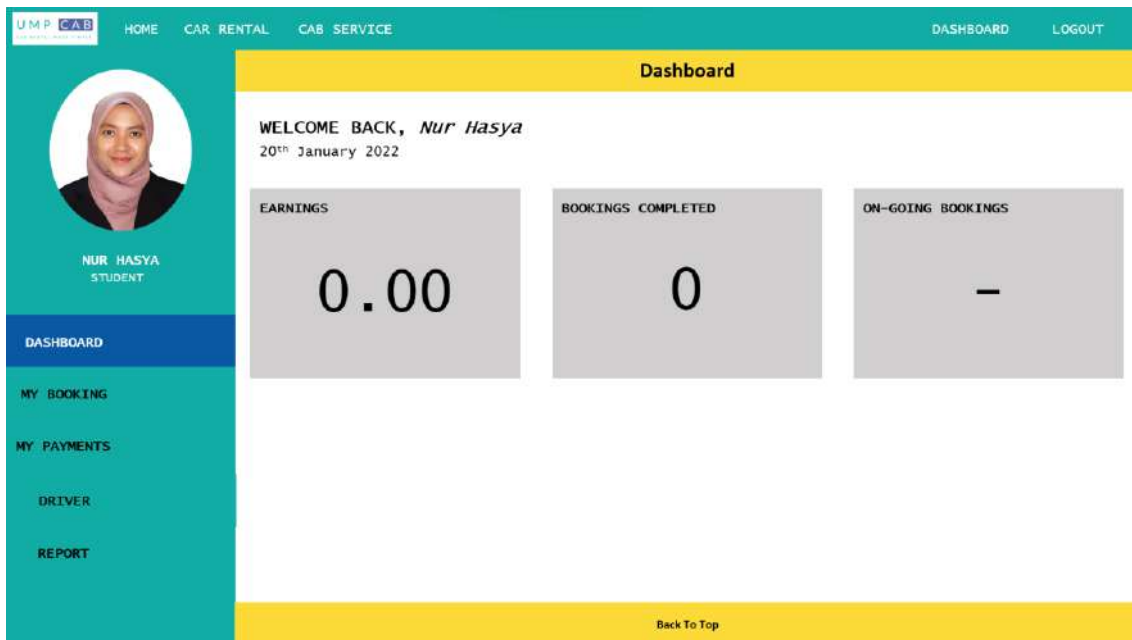 UMP CAB
HOME CAR RENTAL CAB SERVICE DASHBOARD LOGOUT
Dashboard
WELCOME BACK, Nur Hasya
20th January 2022
NUR HASYA
STUDENT
EARNINGS
0.00
BOOKINGS COMPLETED
0
ON-GOING BOOKINGS
–
DASHBOARD
MY BOOKING
MY PAYMENTS
DRIVER
REPORT
Back To Top